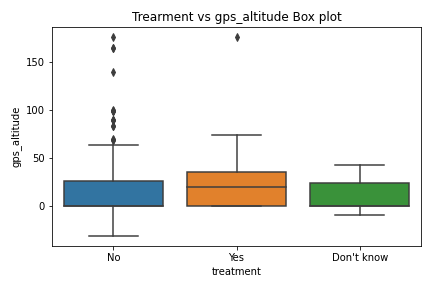 Trearment vs gps_altitude Box plot
gps_altitude
150
100
50
0
No
Yes
Don't know
treatment